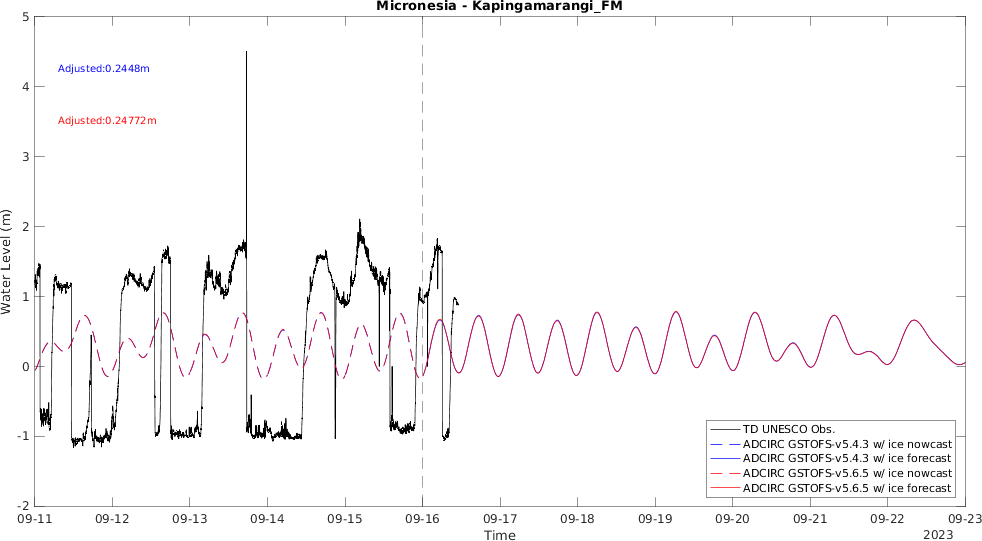 Micronesia - Kapingamarangi_FM
5
4
3
2
1
0
-1
-2
Water Level (m)
Adjusted:0.2448m
Adjusted:0.24772m
TD UNESCO Obs.
ADCIRC GSTOFS-v5.4.3 w/ ice nowcast
ADCIRC GSTOFS-v5.4.3 w/ ice forecast
ADCIRC GSTOFS-v5.6.5 w/ ice nowcast
ADCIRC GSTOFS-v5.6.5 w/ ice forecast
09-11 09-12 09-13 09-14 09-15 09-16 09-17 09-18 09-19 09-20 09-21 09-22 09-23
Time
2023